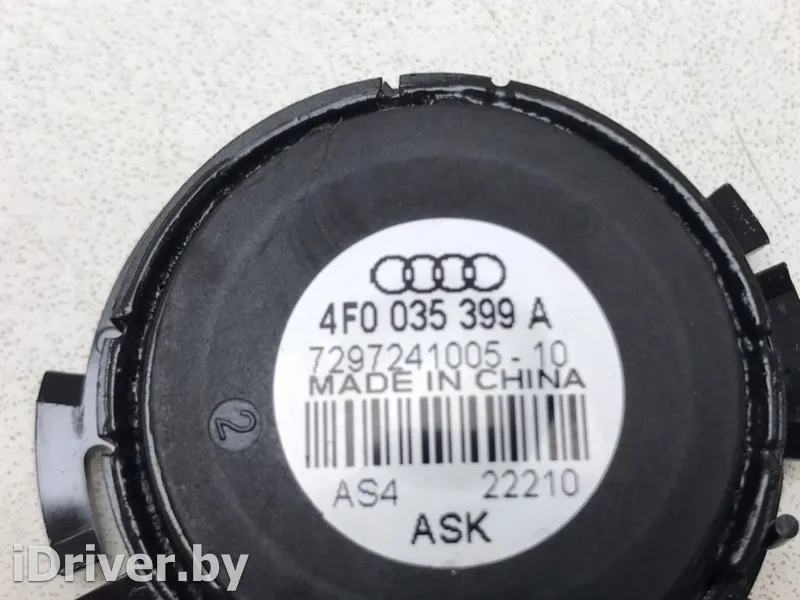 4F0 035 399 A
7297241005-10
MADE IN CHINA
AS4 22210
ASK
2
iDriver.by